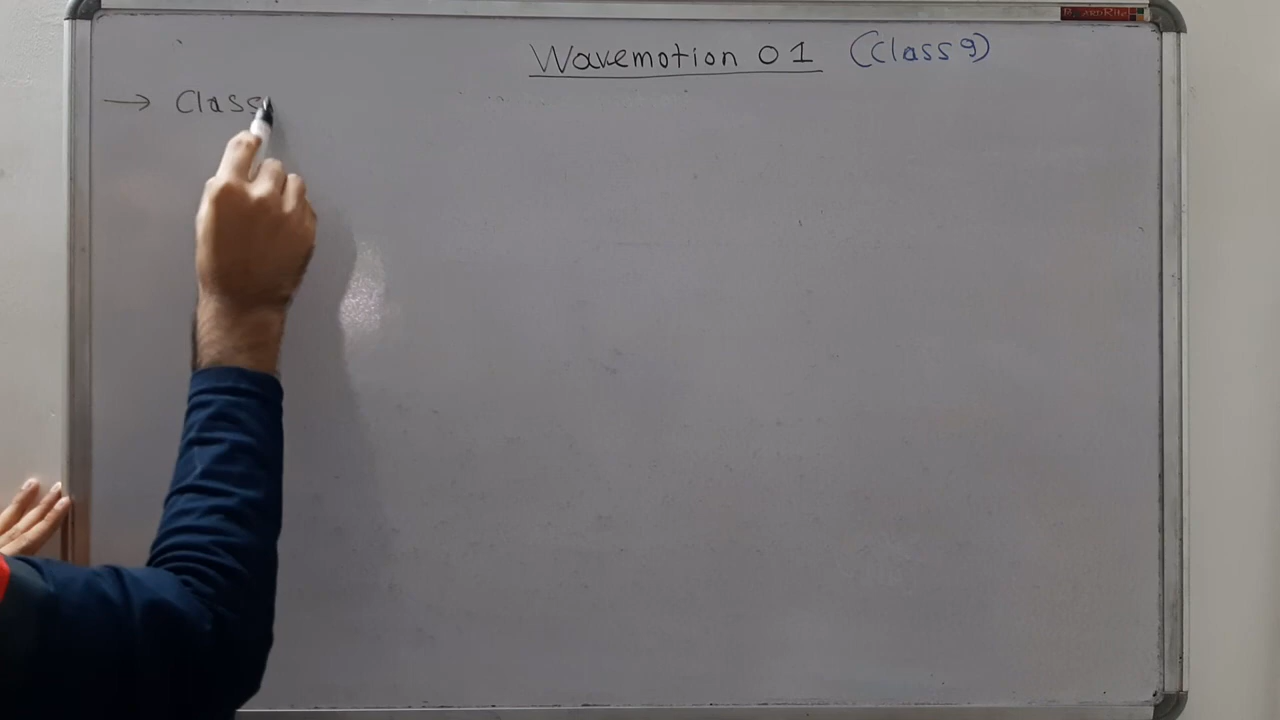 Wavemotion 01 (Class 9)
→ Class